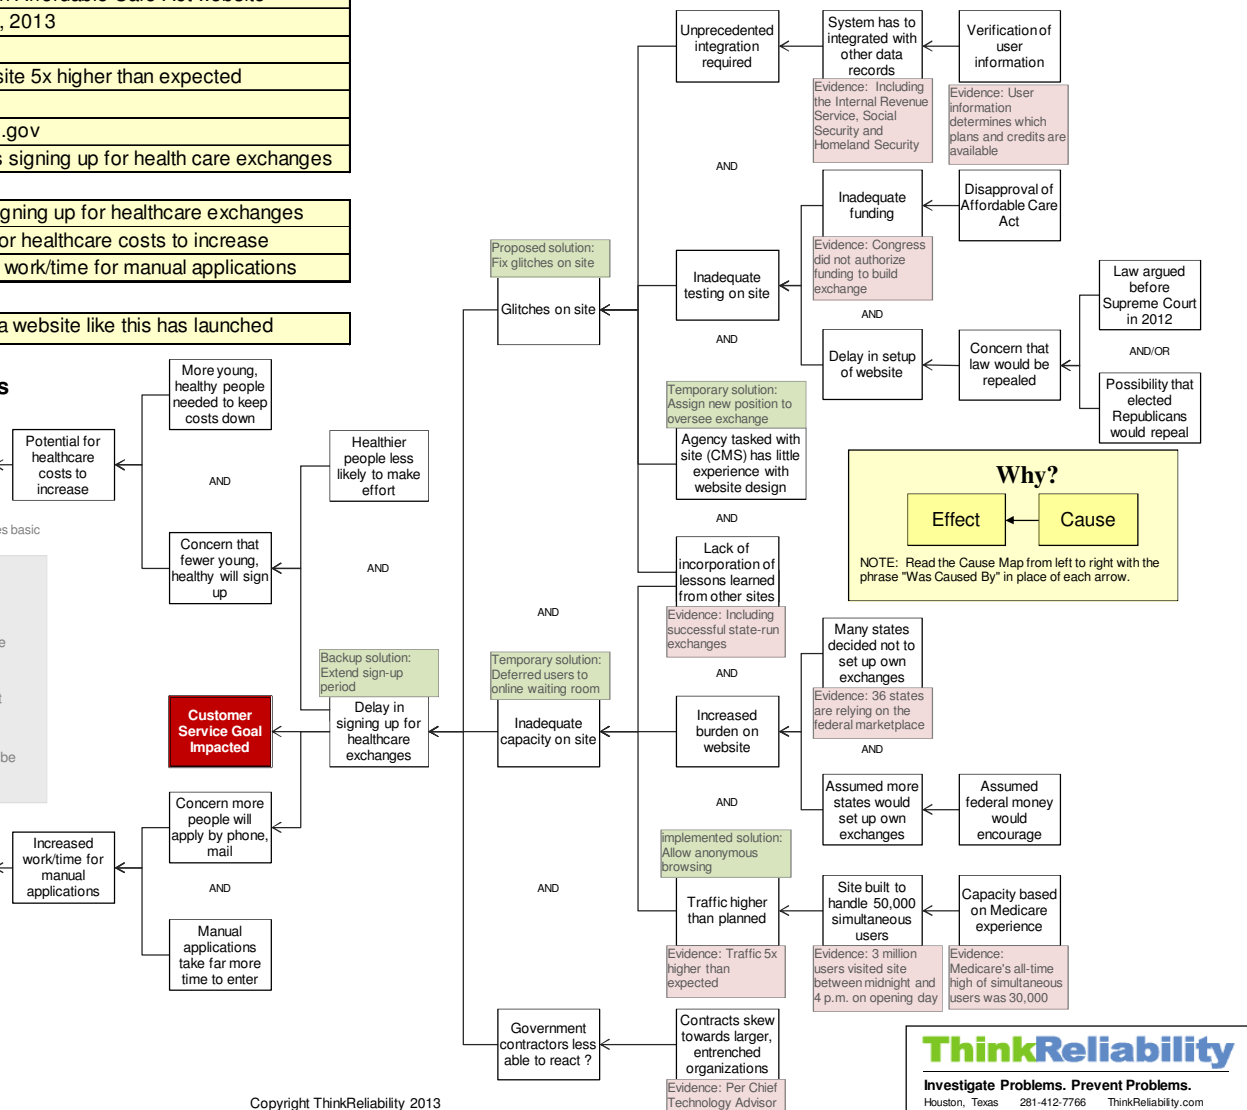 n Affordable Care Act website
, 2013
site 5x higher than expected
.gov
s signing up for health care exchanges
gning up for healthcare exchanges
or healthcare costs to increase
work/time for manual applications
a website like this has launched
s
Unprecedented
integration
required
System has to
integrated with
other data
records
Verification of
user
information
Evidence:  Including
the Internal Revenue
Service, Social
Security and
Homeland Security
Evidence: User
information
determines which
plans and credits are
available
AND
Inadequate
funding
Disapproval of
Affordable Care
Act
Evidence: Congress
did not authorize
funding to build
exchange
Proposed solution:
Fix glitches on site
Glitches on site
Inadequate
testing on site
AND
AND
Delay in setup
of website
Concern that
law would be
repealed
Law argued
before
Supreme Court
in 2012
AND/OR
Possibility that
elected
Republicans
would repeal
Temporary solution:
Assign new position to
oversee exchange
Agency tasked with
site (CMS) has little
experience with
website design
AND
More young,
healthy people
needed to keep
costs down
Potential for
healthcare
costs to
increase
AND
Healthier
people less
likely to make
effort
Concern that
fewer young,
healthy will sign
up
AND
es basic
e
t
be
Why?
Effect
Cause
NOTE:  Read the Cause Map from left to right with the
phrase "Was Caused By" in place of each arrow.
Lack of
incorporation of
lessons learned
from other sites
Evidence: Including
successful state-run
exchanges
AND
AND
Many states
decided not to
set up own
exchanges
Evidence: 36 states
are relying on the
federal marketplace
AND
Backup solution:
Extend sign-up
period
Temporary solution:
Deferred users to
online waiting room
Customer
Service Goal
Impacted
Delay in
signing up for
healthcare
exchanges
Inadequate
capacity on site
Increased
burden on
website
AND
Assumed more
states would
set up own
exchanges
Assumed
federal money
would
encourage
Concern more
people will
apply by phone,
mail
Increased
work/time for
manual
applications
AND
Manual
applications
take far more
time to enter
AND
implemented solution:
Allow anonymous
browsing
Traffic higher
than planned
Site built to
handle 50,000
simultaneous
users
Capacity based
on Medicare
experience
Evidence: Traffic 5x
higher than
expected
Evidence: 3 million
users visited site
between midnight and
4 p.m. on opening day
Evidence:
Medicare's all-time
high of simultaneous
users was 30,000
Government
contractors less
able to react ?
Contracts skew
towards larger,
entrenched
organizations
Evidence: Per Chief
Technology Advisor
Copyright ThinkReliability 2013
ThinkReliability
Investigate Problems. Prevent Problems.
Houston, Texas 281-412-7766 ThinkReliability.com